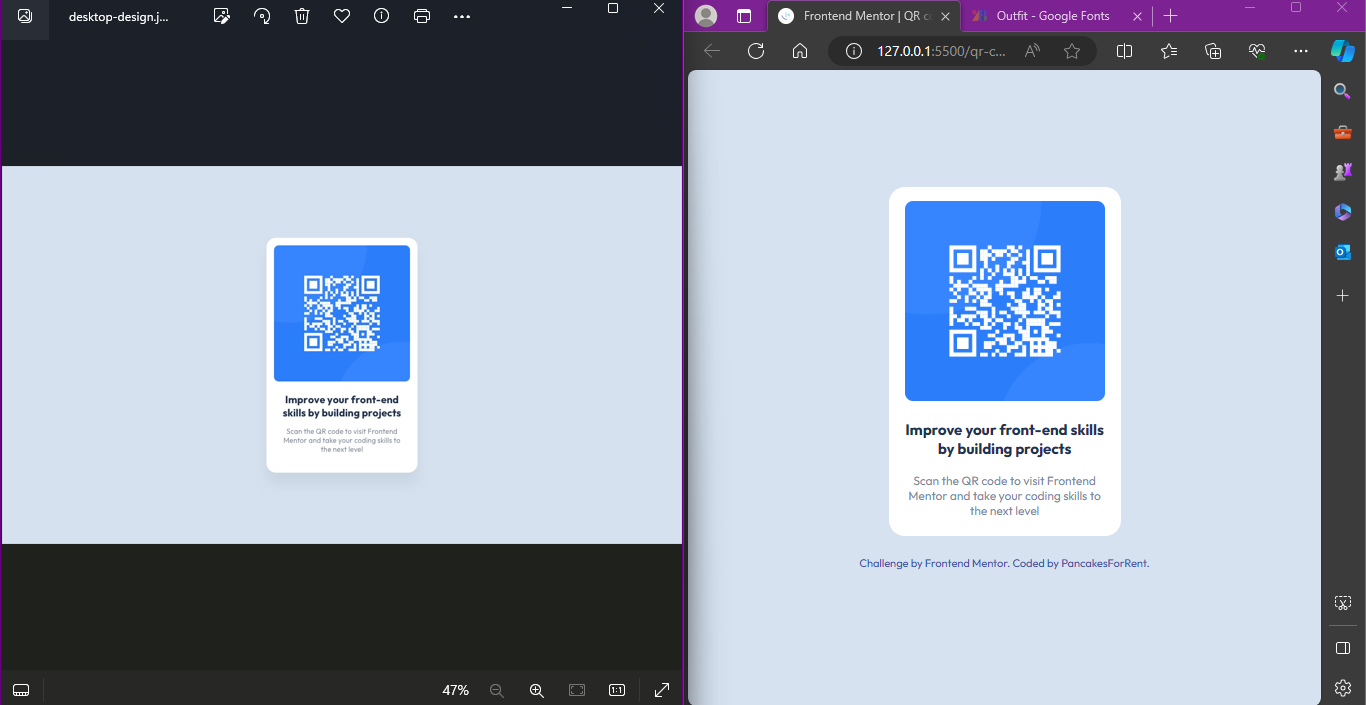 desktop-design.j...
Improve your front-end
skills by building projects
Scan the QR code to visit Frontend
Mentor and take your coding skills to
the next level
47%
1:1
Frontend Mentor | QR co
Outfit - Google Fonts
127.0.0.1:5500/qr-c...
Improve your front-end skills
by building projects
Scan the QR code to visit Frontend
Mentor and take your coding skills to
the next level
Challenge by Frontend Mentor. Coded by PancakesForRent.